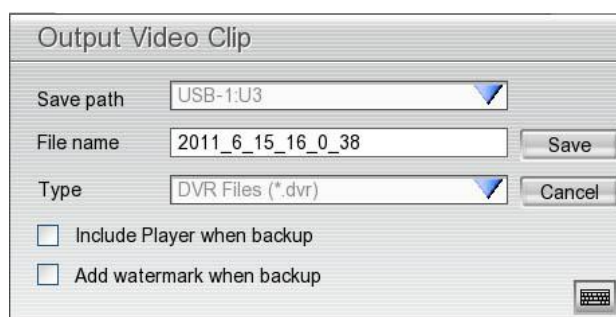 Output Video Clip
Save path USB-1:U3
File name 2011_6_15_16_0_38 Save
Type DVR Files (*.dvr) Cancel
Include Player when backup
Add watermark when backup